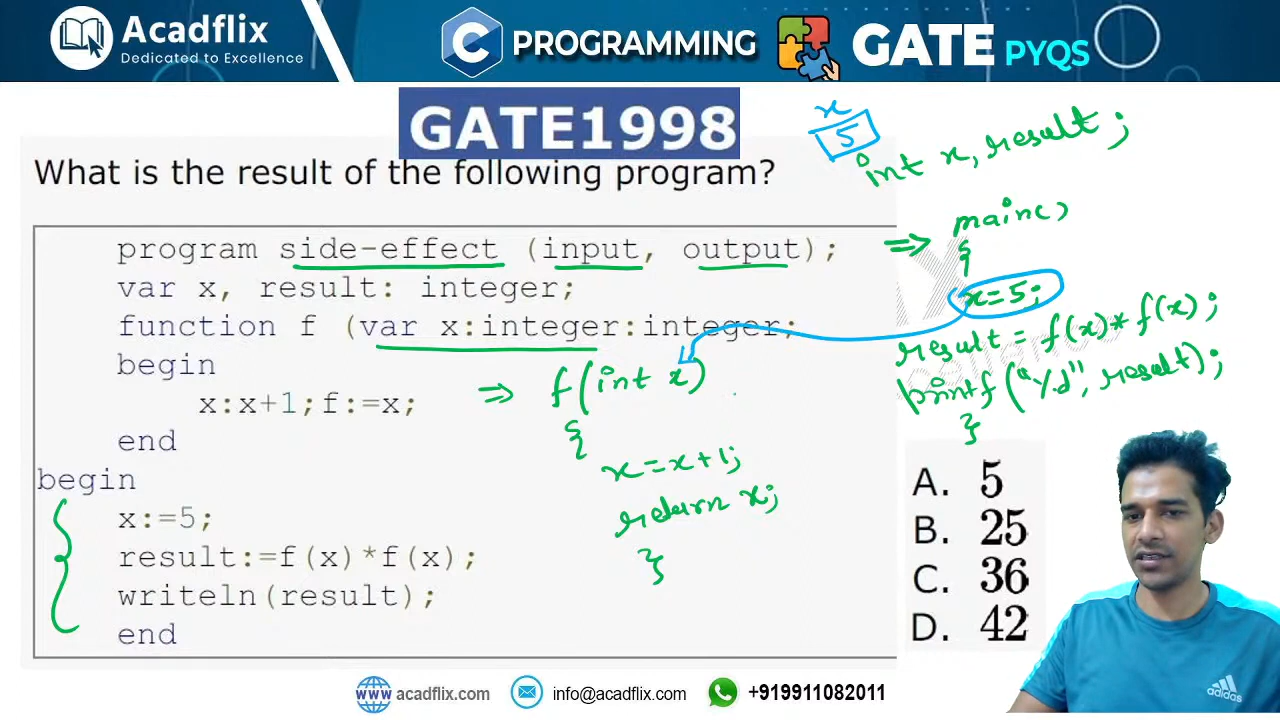 Acadflix
Dedicated to Excellence
C PROGRAMMING
GATE PYQS
GATE1998
What is the result of the following program?
program side-effect (input, output);
var x, result: integer;
function f (var x:integer:integer;
begin
x:x+1;f:=x;
end
begin
x:=5;
result:=f(x)*f(x);
writeln(result);
end
=> f(int x)
{
x=x+1;
return x;
}
x
5
int x, result;
=> main()
{
x=5;
result = f(x)*f(x);
printf("%d", result);
}
A. 5
B. 25
C. 36
D. 42
adidas
www acadflix.com
info@acadflix.com
+919911082011